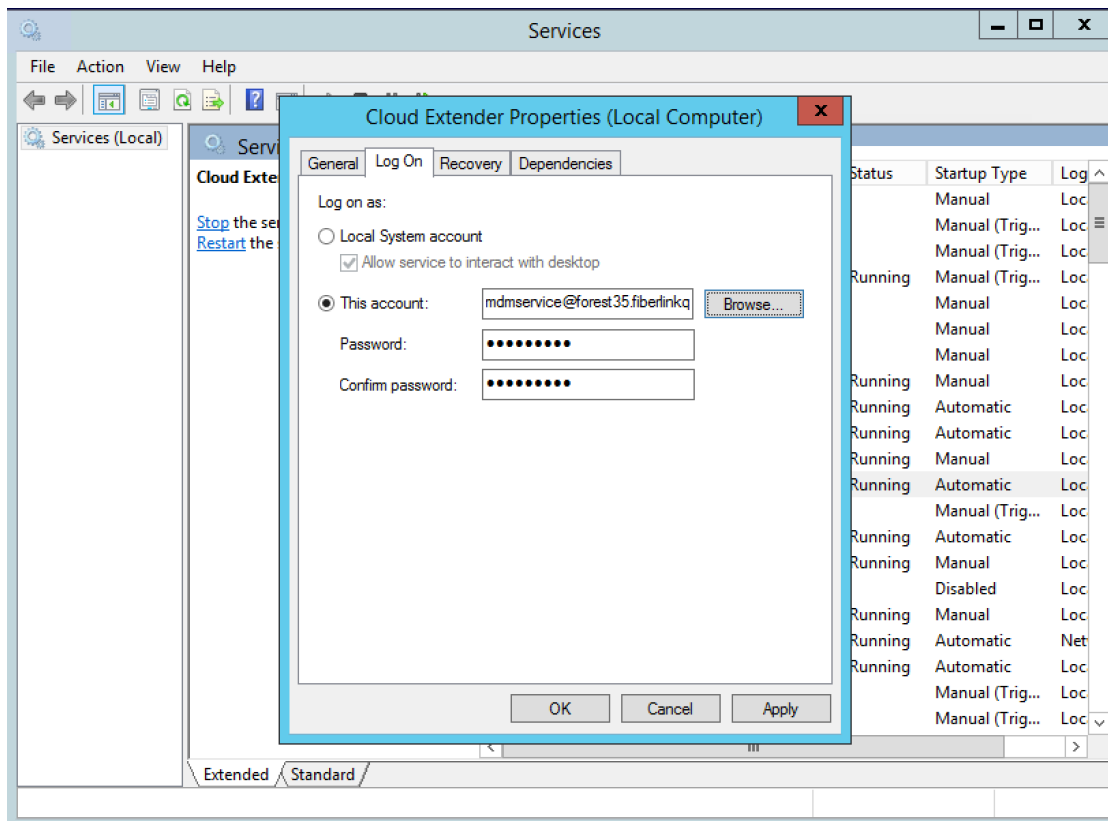 Services
File Action View Help
Services (Local)
Cloud Extender Properties (Local Computer)
General Log On Recovery Dependencies
Log on as:
Local System account
Allow service to interact with desktop
This account: mdmservice@forest35.fiberlinkq Browse...
Password: •••••••••
Confirm password: •••••••••
OK Cancel Apply
Servi
Cloud Exte
Stop the ser
Restart the
Status Startup Type Log
Manual Loc
Manual (Trig... Loc
Manual (Trig... Loc
Running Manual (Trig... Loc
Manual Loc
Manual Loc
Manual Loc
Running Manual Loc
Running Automatic Loc
Running Automatic Loc
Running Manual Loc
Running Automatic Loc
Manual (Trig... Loc
Running Automatic Loc
Running Manual Loc
Disabled Loc
Running Manual Loc
Running Automatic Net
Running Automatic Loc
Manual (Trig... Loc
Manual (Trig... Loc
Extended Standard